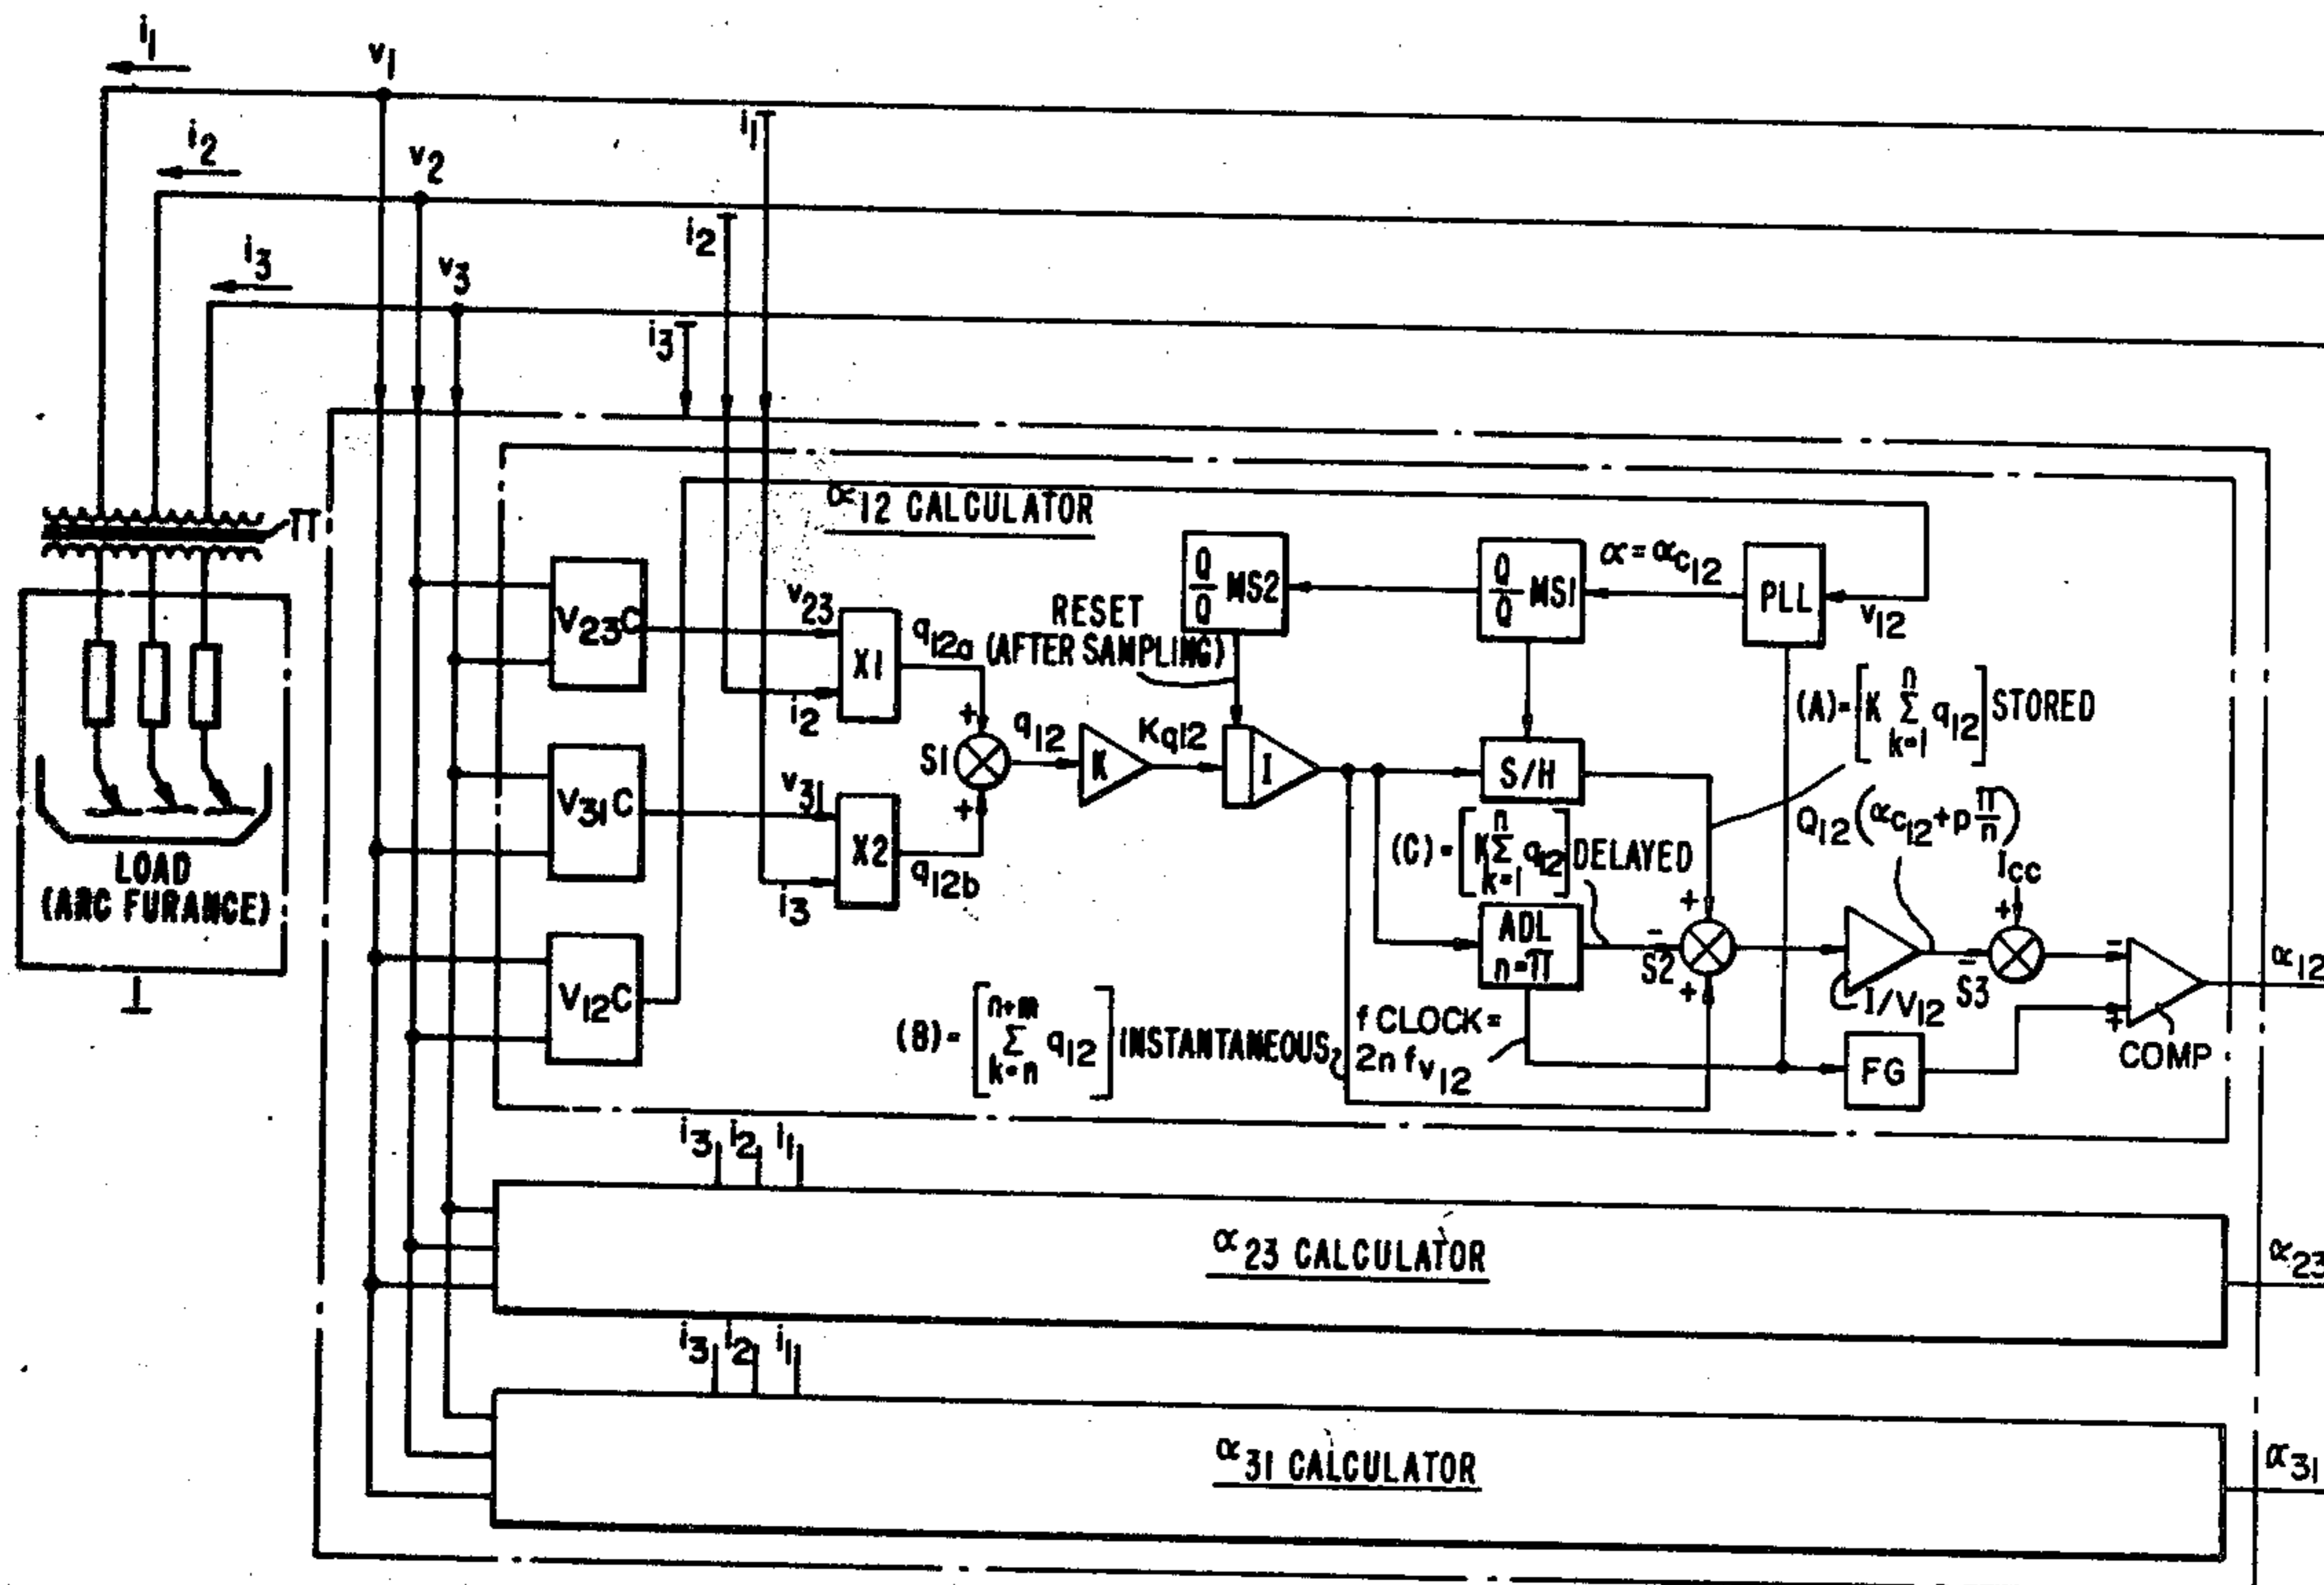 i1
v1
i2
v2
i3
v3
i1
i2
i3
TT
LOAD
(ARC FURANCE)
α12 CALCULATOR
V23C
v23
i2
X1
q12a
V31C
v31
i3
X2
q12b
V12C
S1
+
+
q12
K
Kq12
I
RESET
(AFTER SAMPLING)
Q
Q
MS2
Q
Q
MS1
α=αC12
PLL
v12
S/H
(A)=[K n Σ k=1 q12] STORED
(C)=[K n Σ k=1 q12] DELAYED
Q12(αC12+p π/n)
ICC
ADL
n=π
+
-
S2
+
(B)=[n+m Σ k=n q12] INSTANTANEOUS
f CLOCK=
2n fv12
I/V12
+
-
S3
FG
-
+
COMP
α12
i3 i2 i1
α23 CALCULATOR
α23
i3 i2 i1
α31 CALCULATOR
α31